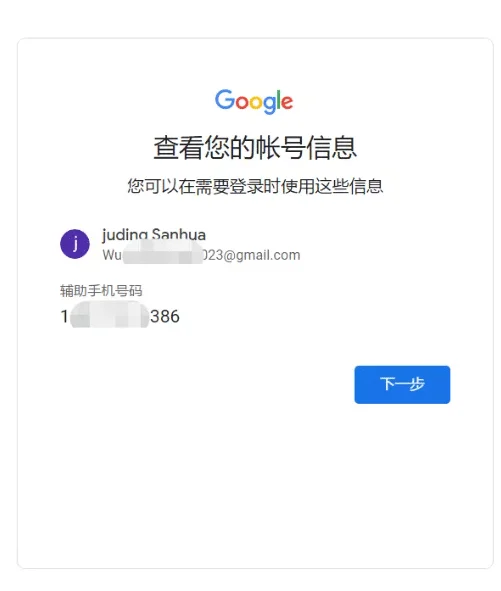 Google
查看您的帐号信息
您可以在需要登录时使用这些信息
j
juding Sanhua
Wu 023@gmail.com
辅助手机号码
1 386
下一步